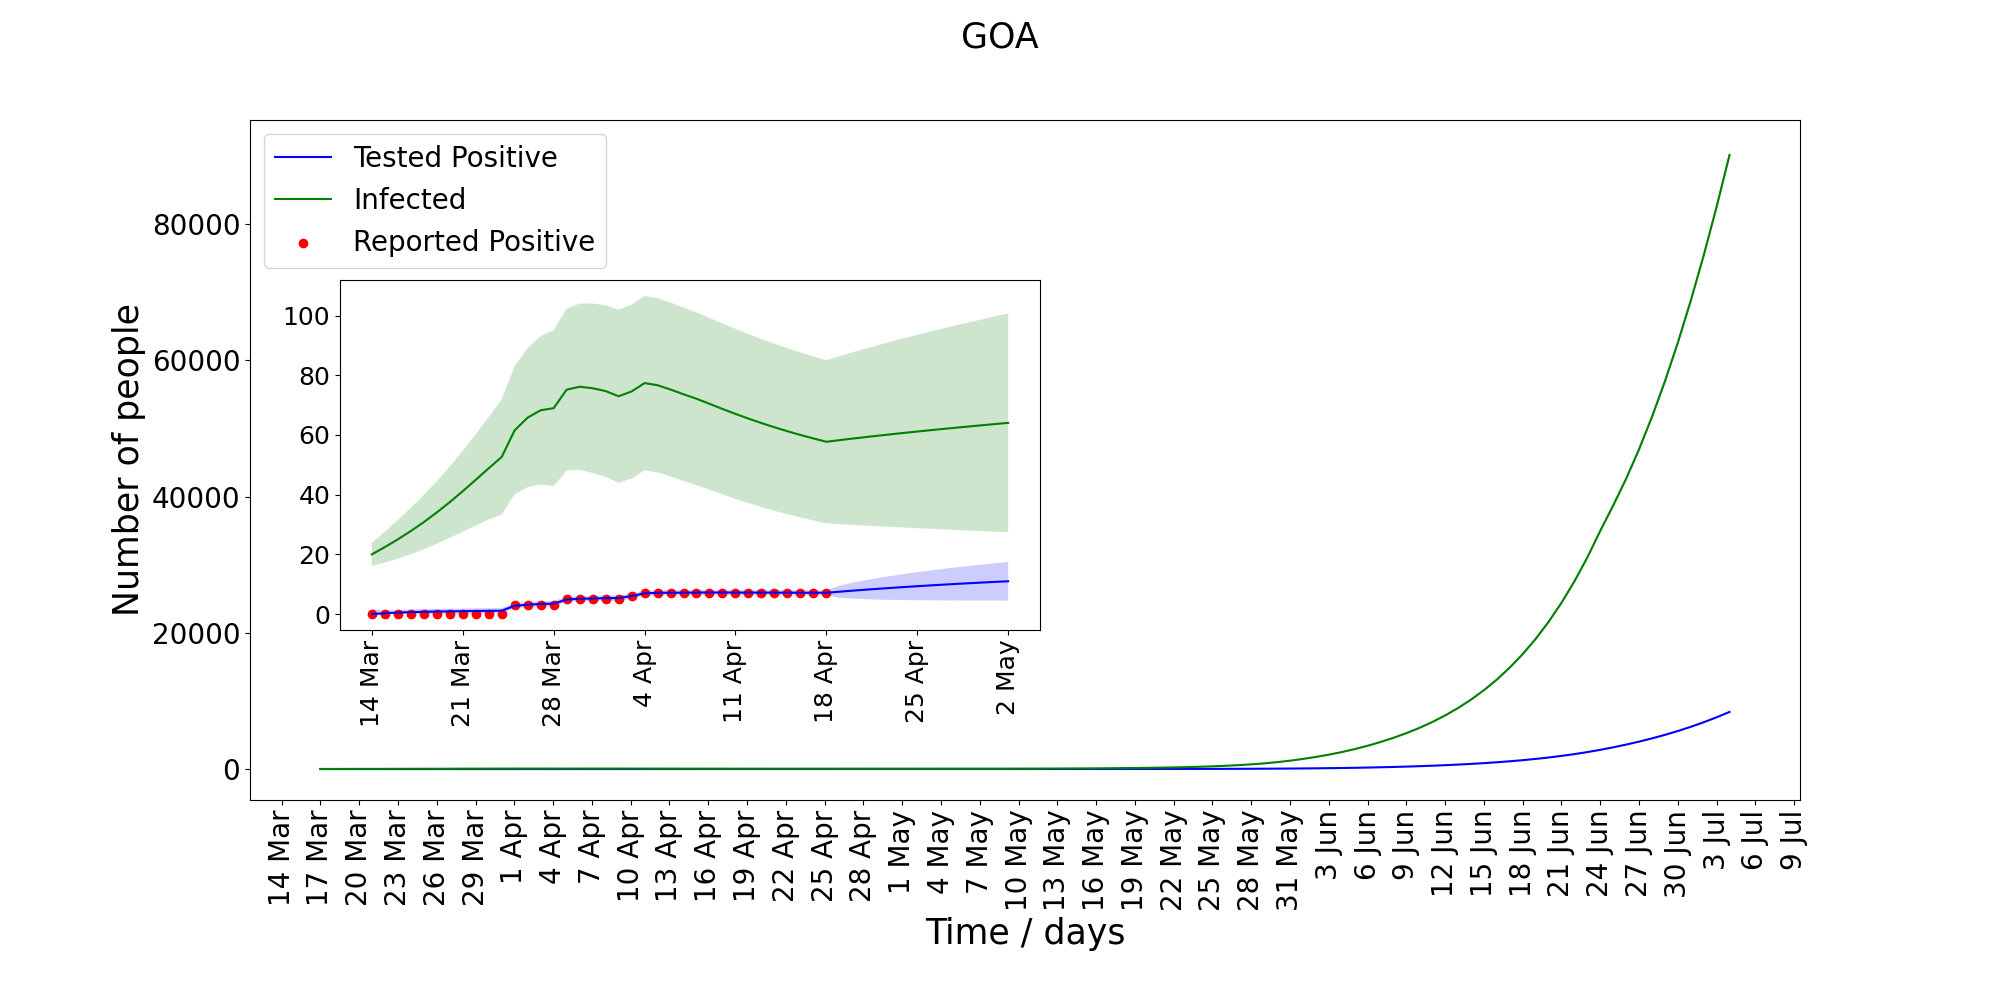 GOA
Tested Positive
Infected
Reported Positive
Number of people
80000
60000
40000
20000
0
100
80
60
40
20
0
14 Mar
21 Mar
28 Mar
4 Apr
11 Apr
18 Apr
25 Apr
2 May
14 Mar
17 Mar
20 Mar
23 Mar
26 Mar
29 Mar
1 Apr
4 Apr
7 Apr
10 Apr
13 Apr
16 Apr
19 Apr
22 Apr
25 Apr
28 Apr
1 May
4 May
7 May
10 May
13 May
16 May
19 May
22 May
25 May
28 May
31 May
3 Jun
6 Jun
9 Jun
12 Jun
15 Jun
18 Jun
21 Jun
24 Jun
27 Jun
30 Jun
3 Jul
6 Jul
9 Jul
Time / days